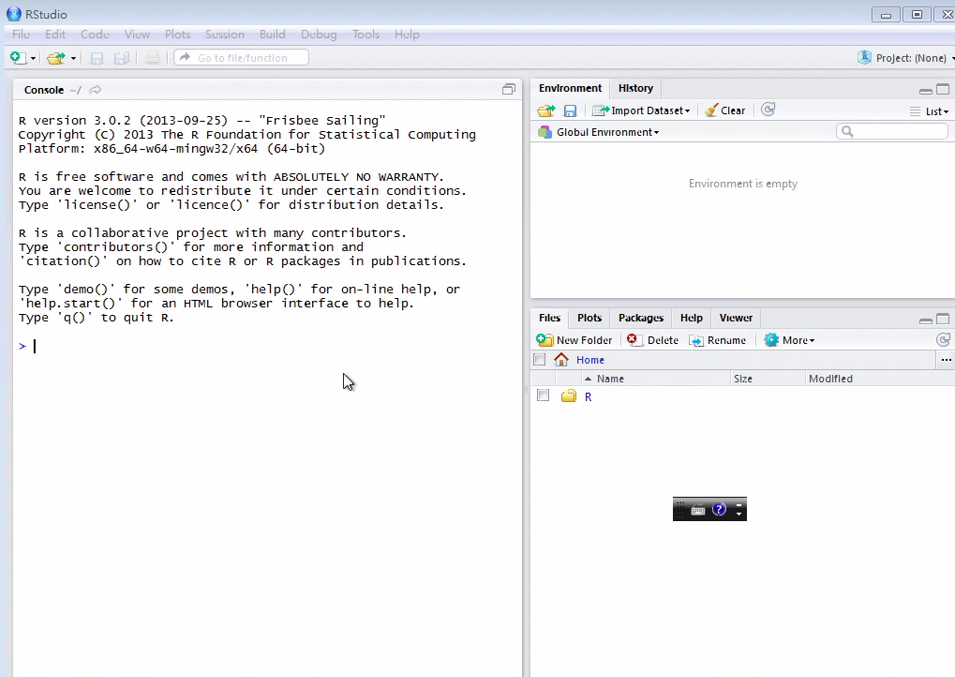 RStudio
File Edit Code View Plots Session Build Debug Tools Help
Go to file/function
Project: (None)
Console ~/
R version 3.0.2 (2013-09-25) -- "Frisbee Sailing"
Copyright (C) 2013 The R Foundation for Statistical Computing
Platform: x86_64-w64-mingw32/x64 (64-bit)
R is free software and comes with ABSOLUTELY NO WARRANTY.
You are welcome to redistribute it under certain conditions.
Type 'license()' or 'licence()' for distribution details.
R is a collaborative project with many contributors.
Type 'contributors()' for more information and
'citation()' on how to cite R or R packages in publications.
Type 'demo()' for some demos, 'help()' for on-line help, or
'help.start()' for an HTML browser interface to help.
Type 'q()' to quit R.
>
Environment History
Import Dataset Clear List
Global Environment
Environment is empty
Files Plots Packages Help Viewer
New Folder Delete Rename More
Home ...
Name Size Modified
R
?